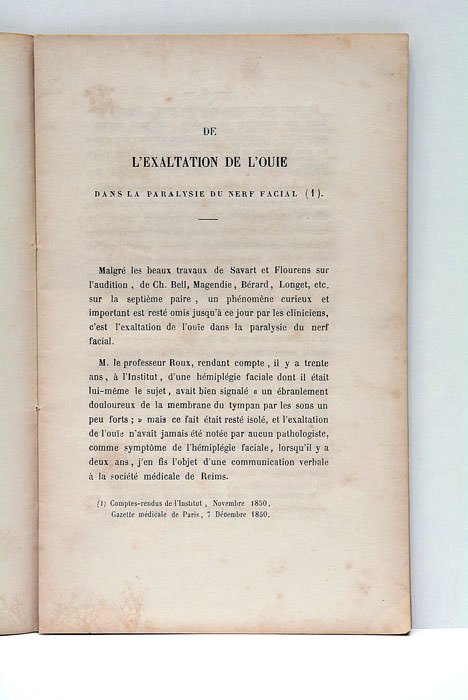 DE
L'EXALTATION DE L'OUIE
DANS LA PARALYSIE DU NERF FACIAL (1).
Malgré les beaux travaux de Savart et Flourens sur
l'audition, de Ch. Bell, Magendie, Bérard, Longet, etc.
sur la septième paire, un phénomène curieux et
important est resté omis jusqu'à ce jour par les cliniciens,
c'est l'exaltation de l'ouïe dans la paralysie du nerf
facial.
M. le professeur Roux, rendant compte, il y a trente
ans, à l'Institut, d'une hémiplégie faciale dont il était
lui-même le sujet, avait bien signalé « un ébranlement
douloureux de la membrane du tympan par les sons un
peu forts; » mais ce fait était resté isolé, et l'exaltation
de l'ouïe n'avait jamais été notée par aucun pathologiste,
comme symptôme de l'hémiplégie faciale, lorsqu'il y a
deux ans, j'en fis l'objet d'une communication verbale
à la société médicale de Reims.
(1) Comptes-rendus de l'Institut, Novembre 1850.
Gazette médicale de Paris, 7 Décembre 1850.